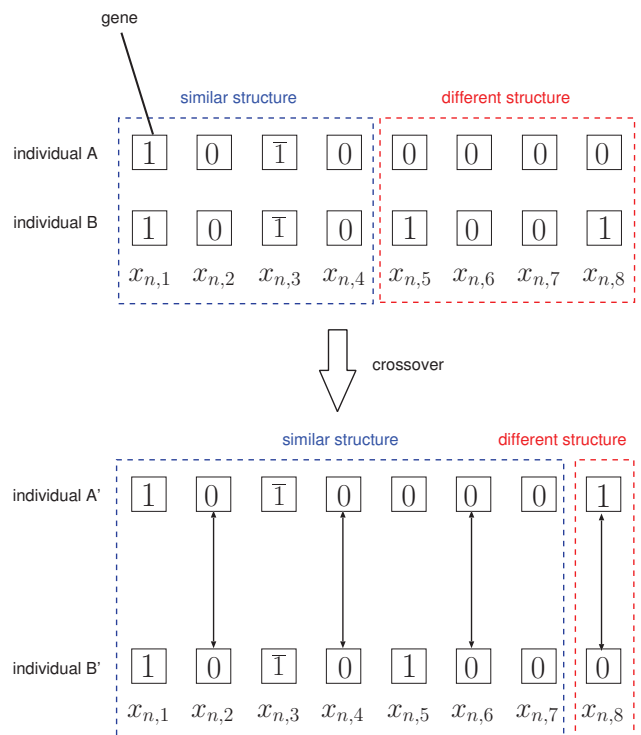 gene
similar structure different structure
individual A 1 0 1̅ 0 0 0 0 0
individual B 1 0 1̅ 0 1 0 0 1
x_{n,1} x_{n,2} x_{n,3} x_{n,4} x_{n,5} x_{n,6} x_{n,7} x_{n,8}
crossover
similar structure different structure
individual A' 1 0 1̅ 0 0 0 0 1
individual B' 1 0 1̅ 0 1 0 0 0
x_{n,1} x_{n,2} x_{n,3} x_{n,4} x_{n,5} x_{n,6} x_{n,7} x_{n,8}